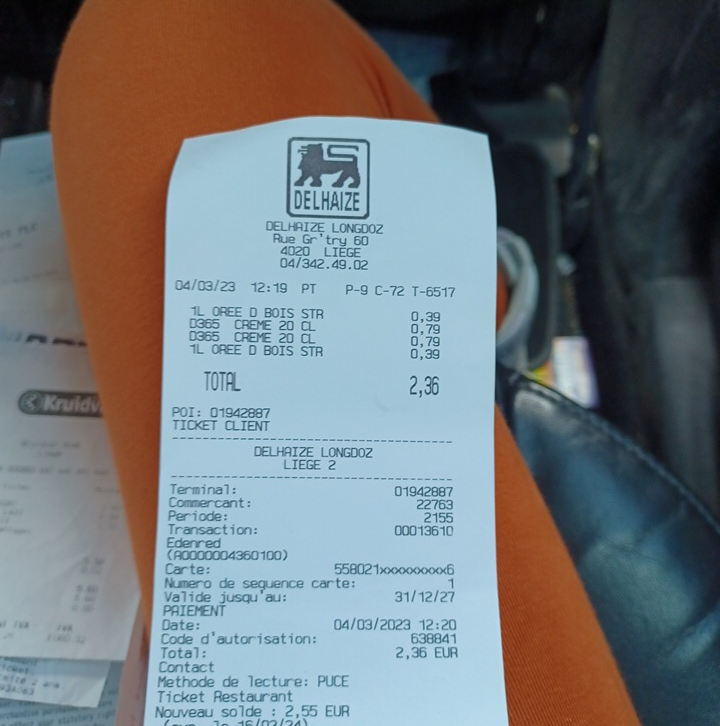 DELHAIZE
DELHAIZE LONGDOZ
Rue Gr'try 60
4020 LIEGE
04/342.49.02
04/03/23 12:19 PT P-9 C-72 T-6517
1L OREE D BOIS STR 0,39
D365 CREME 20 CL 0,79
D365 CREME 20 CL 0,79
1L OREE D BOIS STR 0,39
TOTAL 2,36
POI: 01942887
TICKET CLIENT
DELHAIZE LONGDOZ
LIEGE 2
Terminal: 01942887
Commercant: 22763
Periode: 2155
Transaction: 00013610
Edenred
(A0000004360100)
Carte: 558021xxxxxxxxx6
Numero de sequence carte: 1
Valide jusqu'au: 31/12/27
PAIEMENT
Date: 04/03/2023 12:20
Code d'autorisation: 638841
Total: 2,36 EUR
Contact
Methode de lecture: PUCE
Ticket Restaurant
Nouveau solde : 2,55 EUR